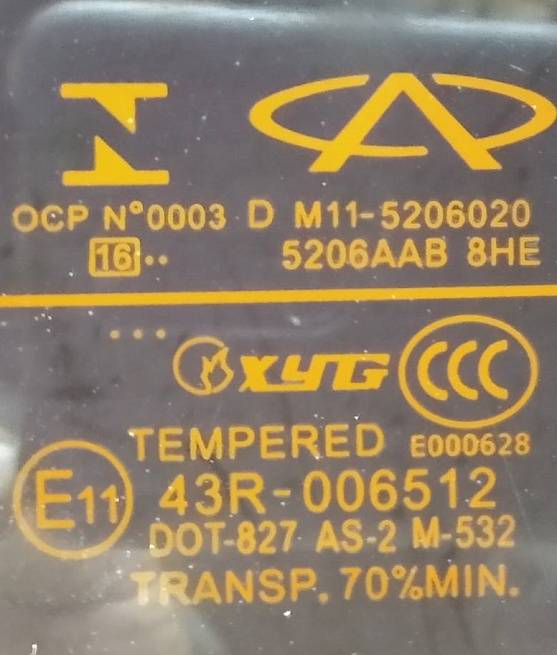 OCP N°0003 D M11-5206020
16.. 5206AAB 8HE
...
XYG CCC
TEMPERED E000628
E11 43R-006512
DOT-827 AS-2 M-532
TRANSP. 70%MIN.